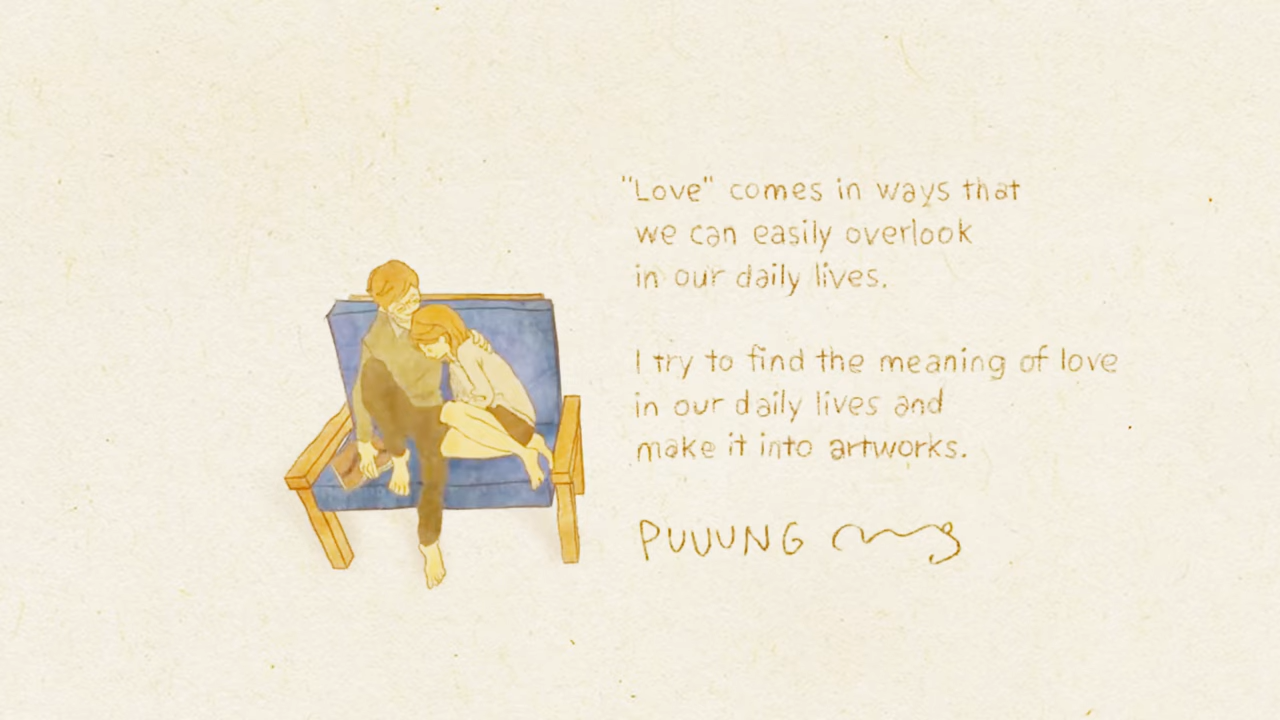 "Love" comes in ways that
we can easily overlook
in our daily lives.
I try to find the meaning of love
in our daily lives and
make it into artworks.
PUUUNG